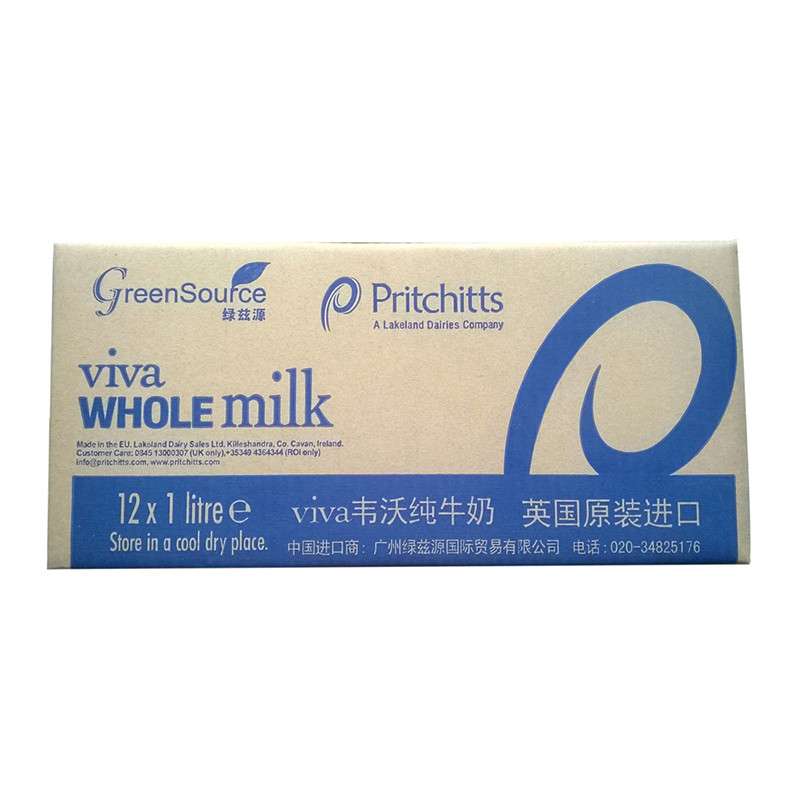 GreenSource
绿兹源
Pritchitts
A Lakeland Dairies Company
viva
WHOLE milk
Made in the EU. Lakeland Dairy Sales Ltd, Killeshandra, Co. Cavan, Ireland.
Customer Care: 0845 13000307 (UK only),+35349 4364344 (ROI only)
info@pritchitts.com www.pritchitts.com
12 x 1 litre ℮
Store in a cool dry place.
viva韦沃纯牛奶 英国原装进口
中国进口商：广州绿兹源国际贸易有限公司 电话：020-34825176